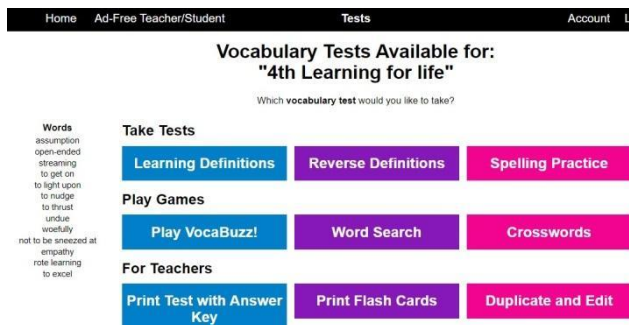 Home Ad-Free Teacher/Student Tests Account
Vocabulary Tests Available for:
"4th Learning for life"
Which vocabulary test would you like to take?
Words
assumption
open-ended
streaming
to get on
to light upon
to nudge
to thrust
undue
woefully
not to be sneezed at
empathy
rote learning
to excel
Take Tests
Learning Definitions Reverse Definitions Spelling Practice
Play Games
Play VocaBuzz! Word Search Crosswords
For Teachers
Print Test with Answer
Key
Print Flash Cards Duplicate and Edit